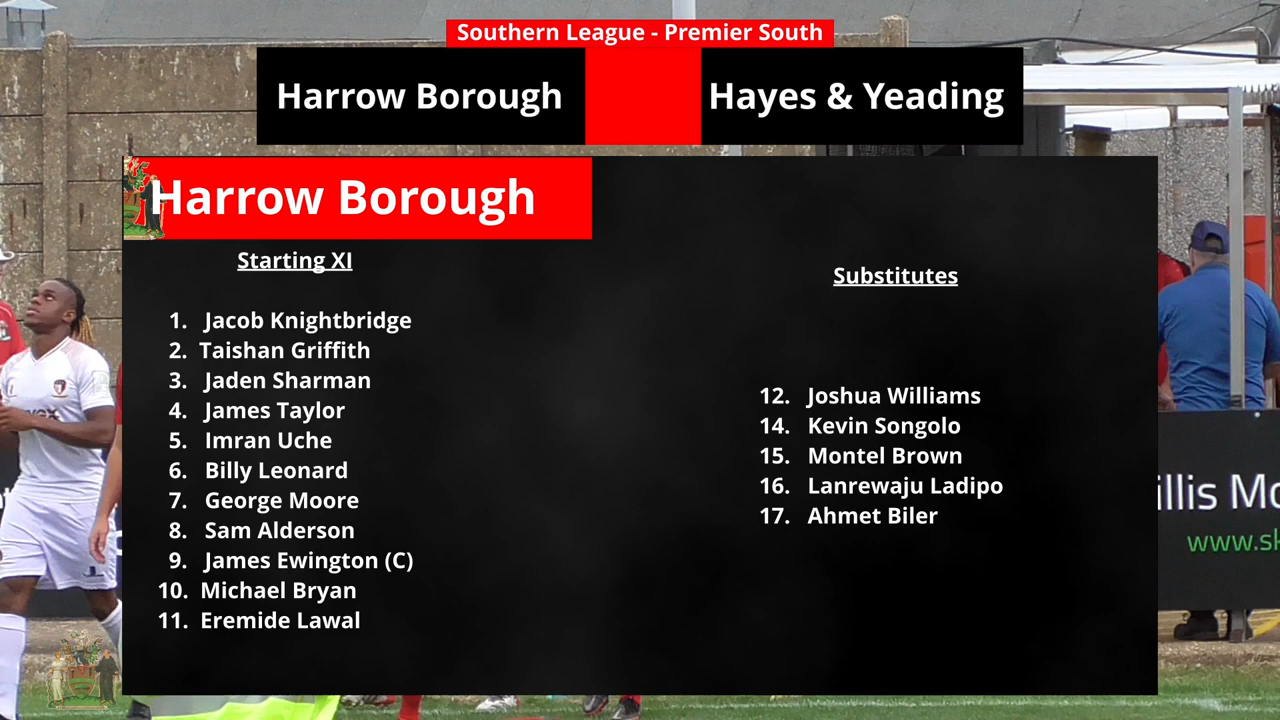 Southern League - Premier South
Harrow Borough
Hayes & Yeading
Harrow Borough
Starting XI
1. Jacob Knightbridge
2. Taishan Griffith
3. Jaden Sharman
4. James Taylor
5. Imran Uche
6. Billy Leonard
7. George Moore
8. Sam Alderson
9. James Ewington (C)
10. Michael Bryan
11. Eremide Lawal
Substitutes
12. Joshua Williams
14. Kevin Songolo
15. Montel Brown
16. Lanrewaju Ladipo
17. Ahmet Biler
illis Mo
www.sk